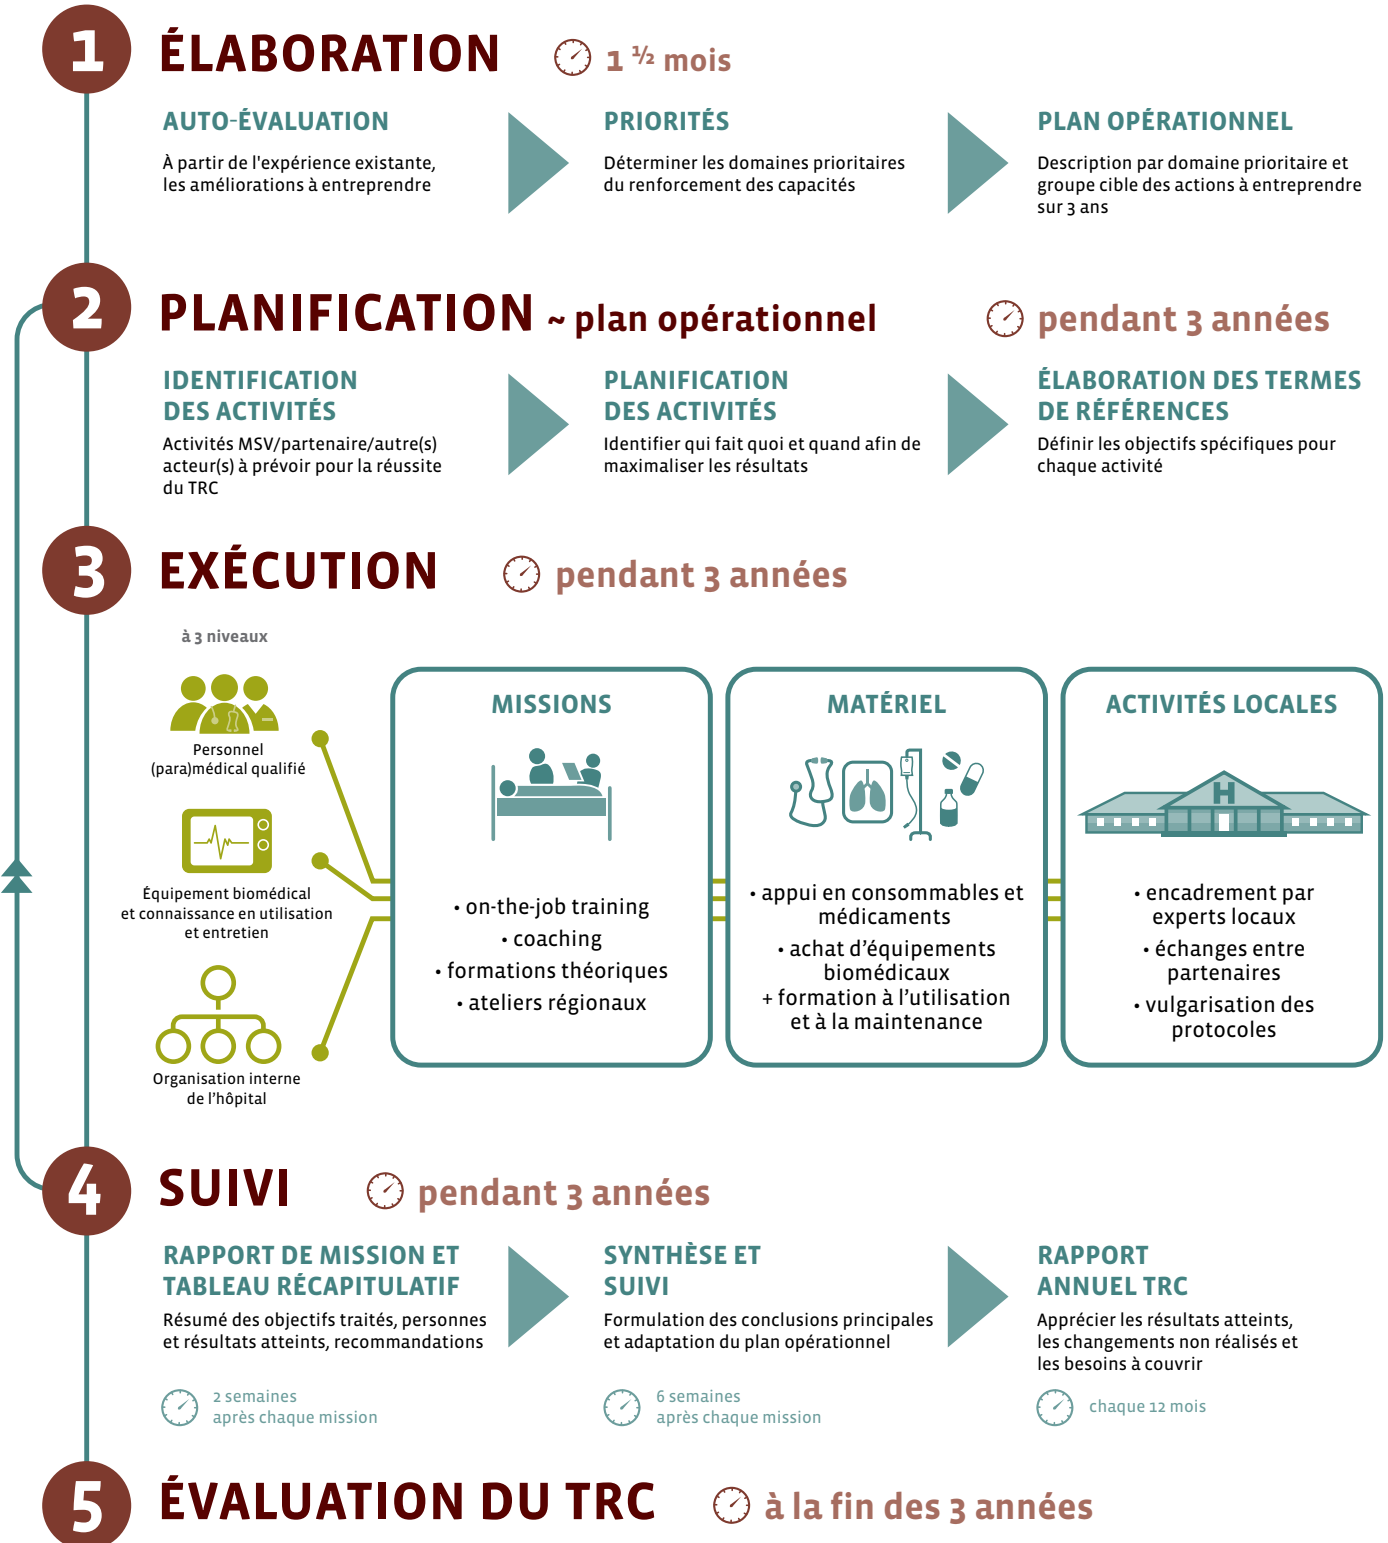 1 ÉLABORATION 1 ½ mois
AUTO-ÉVALUATION
À partir de l'expérience existante,
les améliorations à entreprendre
PRIORITÉS
Déterminer les domaines prioritaires
du renforcement des capacités
PLAN OPÉRATIONNEL
Description par domaine prioritaire et
groupe cible des actions à entreprendre
sur 3 ans
2 PLANIFICATION ~ plan opérationnel pendant 3 années
IDENTIFICATION
DES ACTIVITÉS
Activités MSV/partenaire/autre(s)
acteur(s) à prévoir pour la réussite
du TRC
PLANIFICATION
DES ACTIVITÉS
Identifier qui fait quoi et quand afin de
maximaliser les résultats
ÉLABORATION DES TERMES
DE RÉFÉRENCES
Définir les objectifs spécifiques pour
chaque activité
3 EXÉCUTION pendant 3 années
à 3 niveaux
Personnel
(para)médical qualifié
Équipement biomédical
et connaissance en utilisation
et entretien
Organisation interne
de l'hôpital
MISSIONS
• on-the-job training
• coaching
• formations théoriques
• ateliers régionaux
MATÉRIEL
• appui en consommables et
médicaments
• achat d'équipements
biomédicaux
+ formation à l'utilisation
et à la maintenance
ACTIVITÉS LOCALES
H
• encadrement par
experts locaux
• échanges entre
partenaires
• vulgarisation des
protocoles
4 SUIVI pendant 3 années
RAPPORT DE MISSION ET
TABLEAU RÉCAPITULATIF
Résumé des objectifs traités, personnes
et résultats atteints, recommandations
2 semaines
après chaque mission
SYNTHÈSE ET
SUIVI
Formulation des conclusions principales
et adaptation du plan opérationnel
6 semaines
après chaque mission
RAPPORT
ANNUEL TRC
Apprécier les résultats atteints,
les changements non réalisés et
les besoins à couvrir
chaque 12 mois
5 ÉVALUATION DU TRC à la fin des 3 années